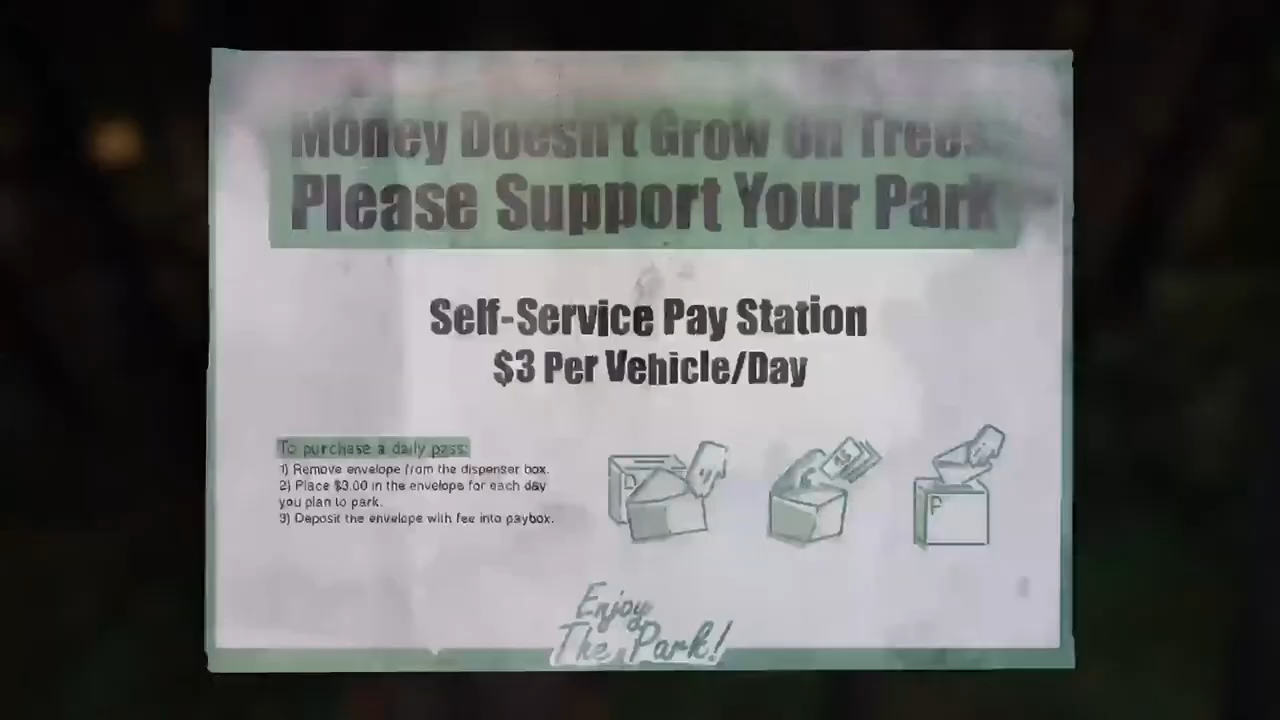 Money Doesn't Grow on Trees.
Please Support Your Park
Self-Service Pay Station
$3 Per Vehicle/Day
To purchase a daily pass:
1) Remove envelope from the dispenser box.
2) Place $3.00 in the envelope for each day
you plan to park.
3) Deposit the envelope with fee into paybox.
P
Enjoy
The Park!